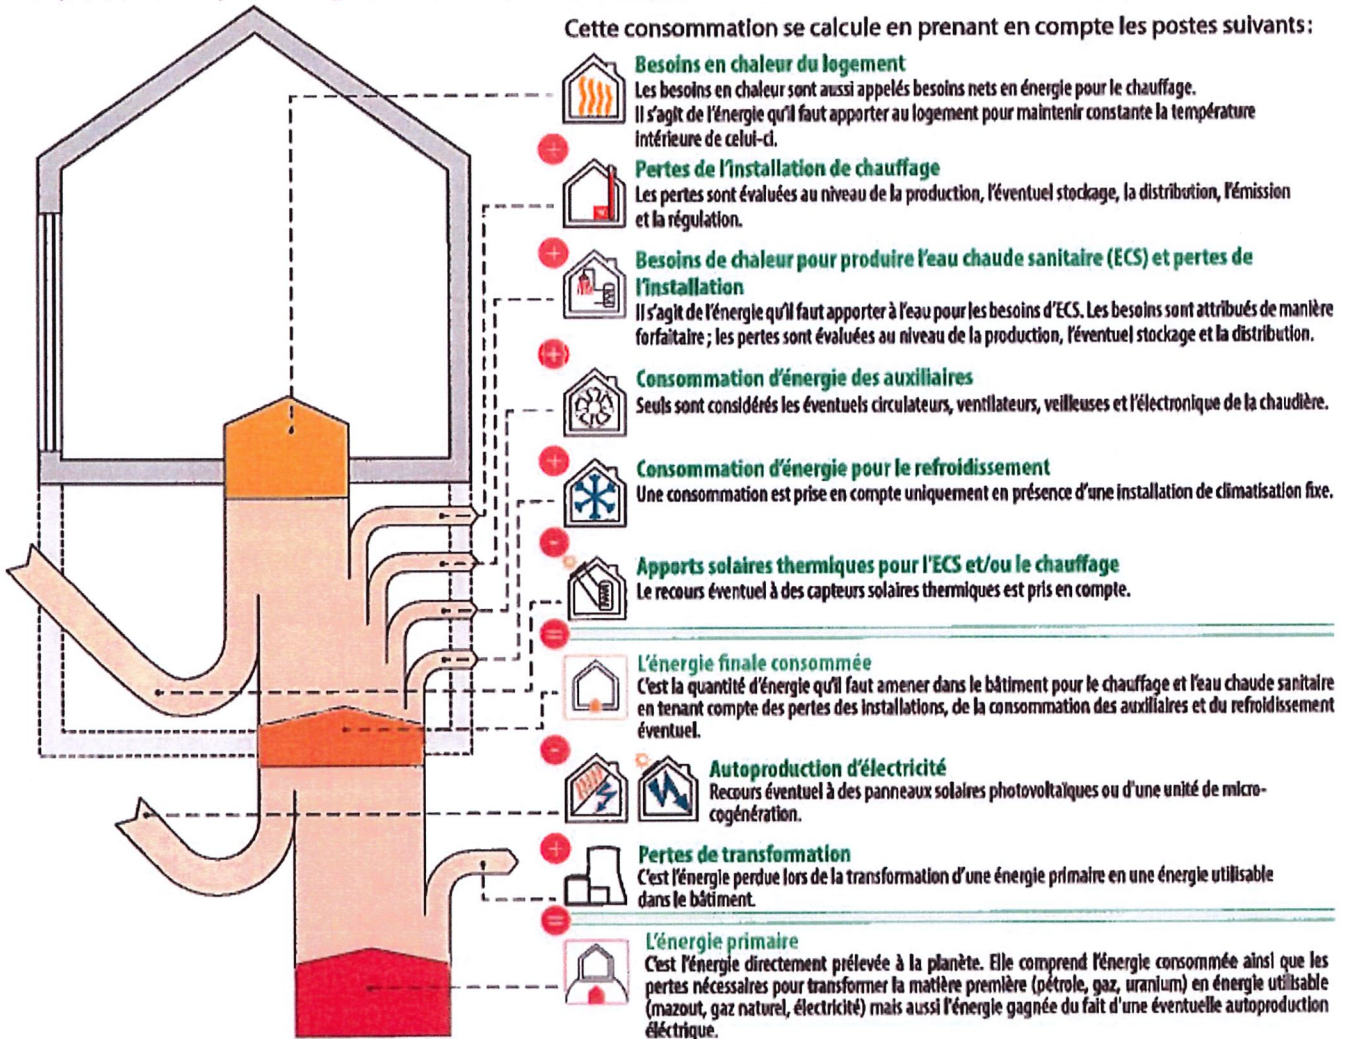 Cette consommation se calcule en prenant en compte les postes suivants:
Besoins en chaleur du logement
Les besoins en chaleur sont aussi appelés besoins nets en énergie pour le chauffage.
Il s'agit de l'énergie qu'il faut apporter au logement pour maintenir constante la température
intérieure de celui-ci.
+
Pertes de l'installation de chauffage
Les pertes sont évaluées au niveau de la production, l'éventuel stockage, la distribution, l'émission
et la régulation.
+
Besoins de chaleur pour produire l'eau chaude sanitaire (ECS) et pertes de
l'installation
Il s'agit de l'énergie qu'il faut apporter à l'eau pour les besoins d'ECS. Les besoins sont attribués de manière
forfaitaire ; les pertes sont évaluées au niveau de la production, l'éventuel stockage et la distribution.
+
Consommation d'énergie des auxiliaires
Seuls sont considérés les éventuels circulateurs, ventilateurs, veilleuses et l'électronique de la chaudière.
+
Consommation d'énergie pour le refroidissement
Une consommation est prise en compte uniquement en présence d'une installation de climatisation fixe.
-
Apports solaires thermiques pour l'ECS et/ou le chauffage
Le recours éventuel à des capteurs solaires thermiques est pris en compte.
=
L'énergie finale consommée
C'est la quantité d'énergie qu'il faut amener dans le bâtiment pour le chauffage et l'eau chaude sanitaire
en tenant compte des pertes des installations, de la consommation des auxiliaires et du refroidissement
éventuel.
-
Autoproduction d'électricité
Recours éventuel à des panneaux solaires photovoltaïques ou d'une unité de micro-
cogénération.
+
Pertes de transformation
C'est l'énergie perdue lors de la transformation d'une énergie primaire en une énergie utilisable
dans le bâtiment.
=
L'énergie primaire
C'est l'énergie directement prélevée à la planète. Elle comprend l'énergie consommée ainsi que les
pertes nécessaires pour transformer la matière première (pétrole, gaz, uranium) en énergie utilisable
(mazout, gaz naturel, électricité) mais aussi l'énergie gagnée du fait d'une éventuelle autoproduction
éléctrique.